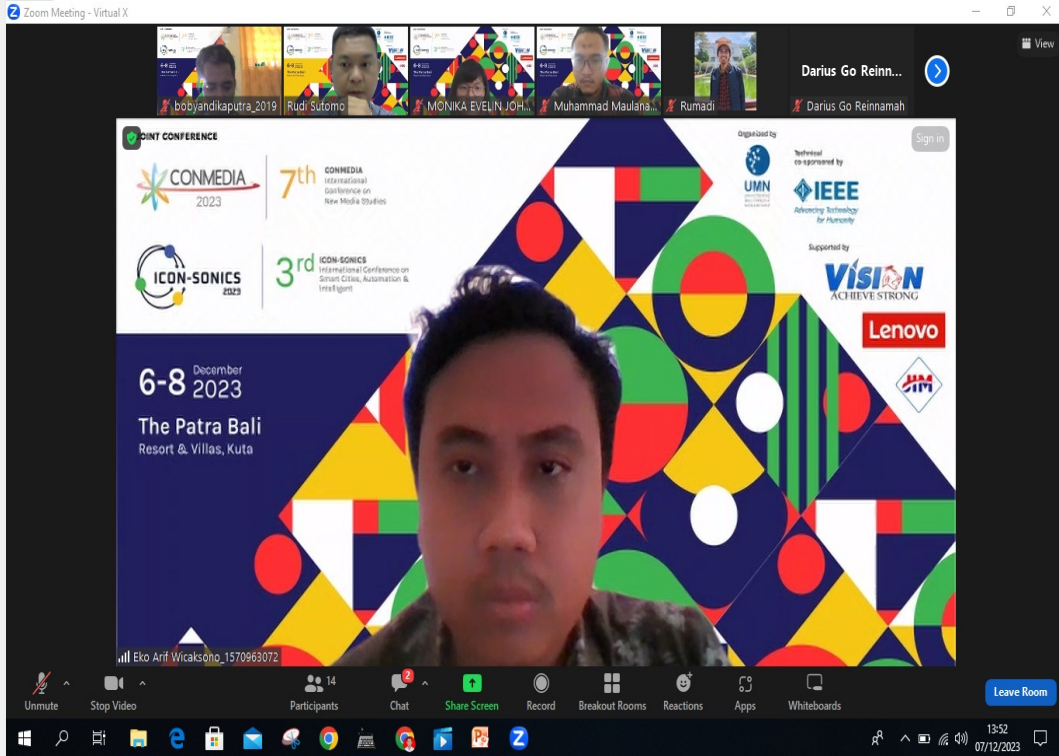 Zoom Meeting - Virtual X
View
bobyandikaputra_2019
Rudi Sutomo
MONIKA EVELIN JOH...
Muhammad Maulana...
Rumadi
Darius Go Reinn...
Darius Go Reinnamah
JOINT CONFERENCE
Sign in
CONMEDIA
2023
7th
CONMEDIA
International
Conference on
New Media Studies
ICON-SONICS
2023
3rd
ICON-SONICS
International Conference on
Smart Cities, Automation &
Intelligent
Organized by
UMN
Technical
co-sponsored by
IEEE
Advancing Technology
for Humanity
Supported by
VISION
ACHIEVE STRONG
Lenovo
JIM
6-8 December
2023
The Patra Bali
Resort & Villas, Kuta
Eko Arif Wicaksono_1570963072
Unmute
Stop Video
14
Participants
2
Chat
Share Screen
Record
Breakout Rooms
Reactions
Apps
Whiteboards
Leave Room
13:52
07/12/2023